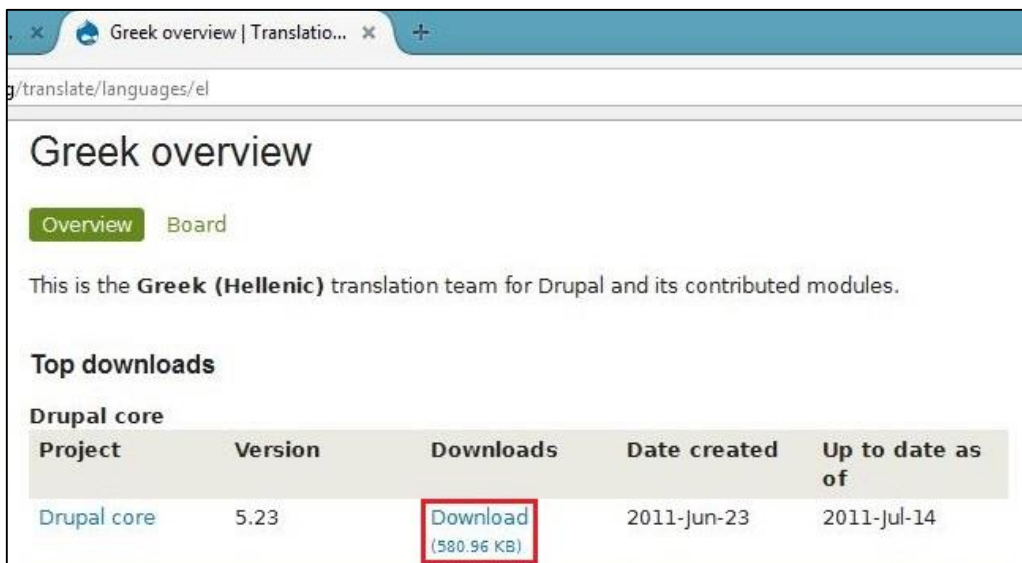 Greek overview | Translatio...
g/translate/languages/el
Greek overview
Overview Board
This is the Greek (Hellenic) translation team for Drupal and its contributed modules.
Top downloads
Drupal core
Project Version Downloads Date created Up to date as of
Drupal core 5.23 Download 2011-Jun-23 2011-Jul-14
(580.96 KB)